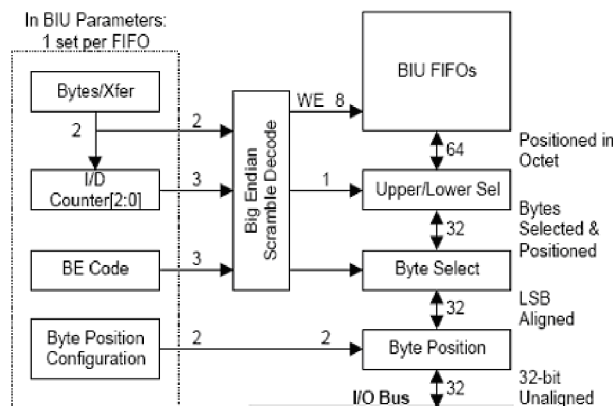 In BIU Parameters:
1 set per FIFO
Bytes/Xfer
2
2
I/D
Counter[2:0]
3
BE Code
3
Byte Position
Configuration
2
2
Big Endian
Scramble Decode
WE 8
1
BIU FIFOs
64
Positioned in
Octet
Upper/Lower Sel
32
Bytes
Selected &
Positioned
Byte Select
32
LSB
Aligned
Byte Position
I/O Bus
32
32-bit
Unaligned